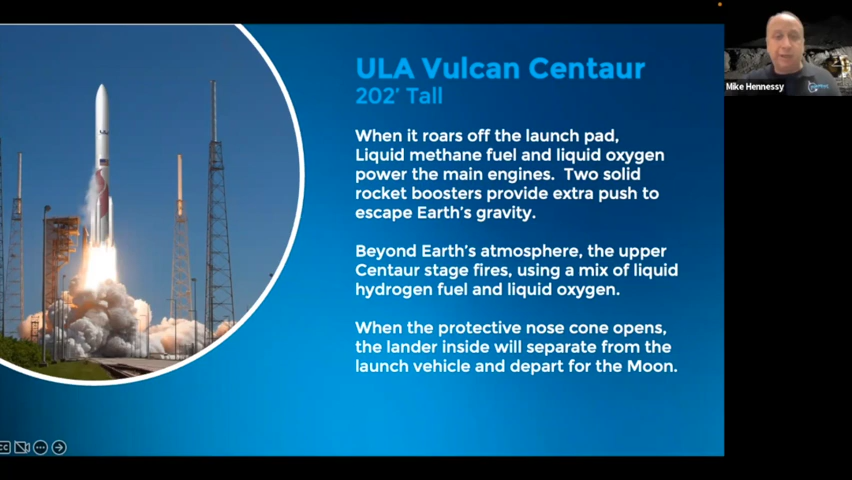 ULA Vulcan Centaur
202’ Tall
When it roars off the launch pad,
Liquid methane fuel and liquid oxygen
power the main engines. Two solid
rocket boosters provide extra push to
escape Earth’s gravity.
Beyond Earth’s atmosphere, the upper
Centaur stage fires, using a mix of liquid
hydrogen fuel and liquid oxygen.
When the protective nose cone opens,
the lander inside will separate from the
launch vehicle and depart for the Moon.
Mike Hennessy
CC